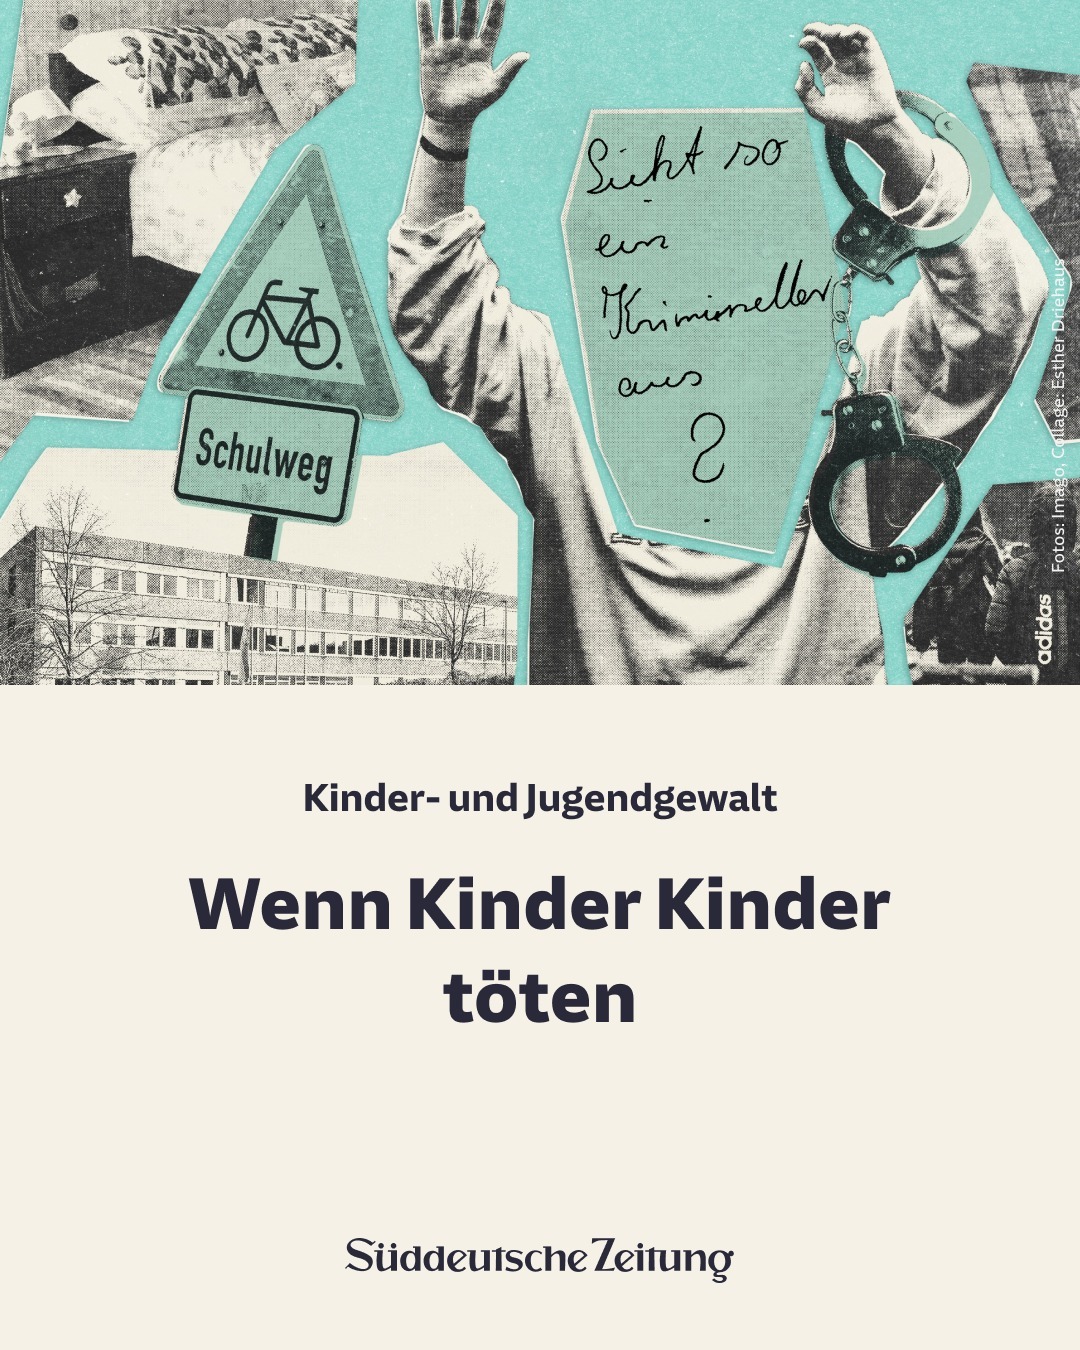 Sieht so
ein
Krimineller
aus
?
Schulweg
Fotos: Imago, Collage: Esther Driehaus
adidas
Kinder- und Jugendgewalt
Wenn Kinder Kinder
töten
Süddeutsche Zeitung